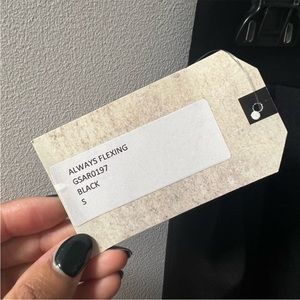 ALWAYS FLEXING
GSAR0197
BLACK
S